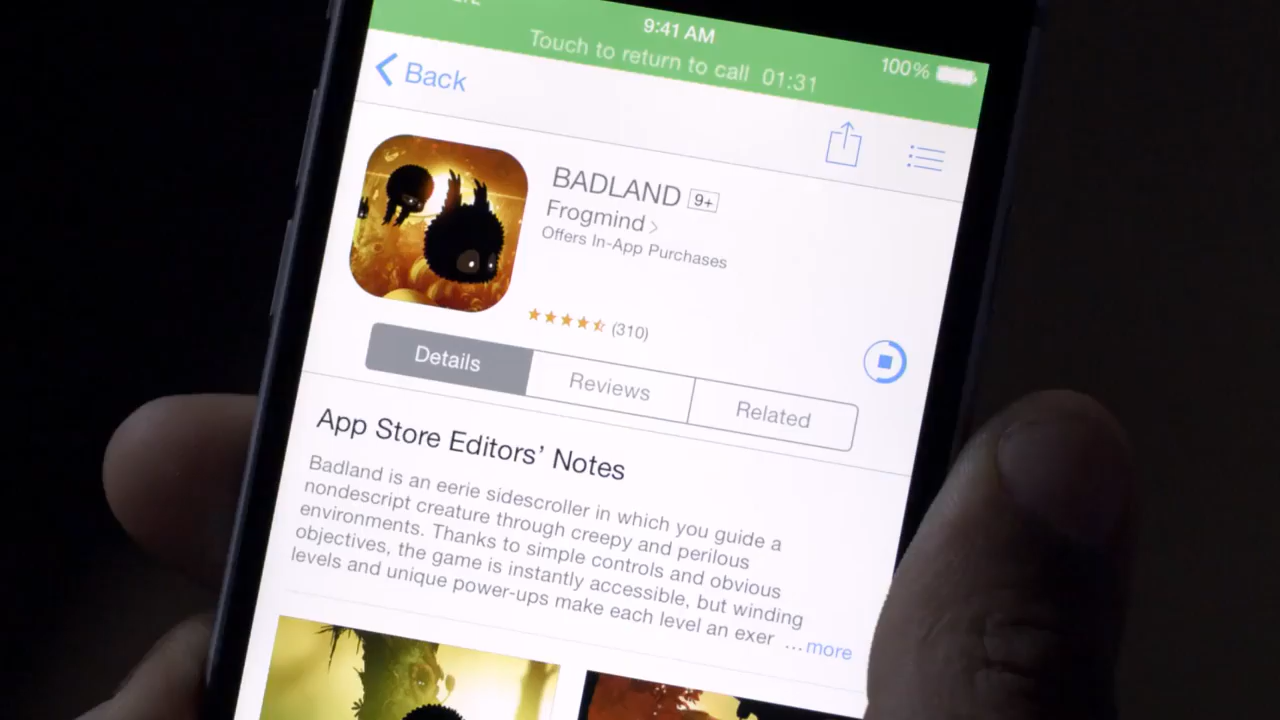 9:41 AM
100%
Touch to return to call 01:31
Back
BADLAND 9+
Frogmind
Offers In-App Purchases
(310)
Details
Reviews
Related
App Store Editors’ Notes
Badland is an eerie sidescroller in which you guide a
nondescript creature through creepy and perilous
environments. Thanks to simple controls and obvious
objectives, the game is instantly accessible, but winding
levels and unique power-ups make each level an exer ...more